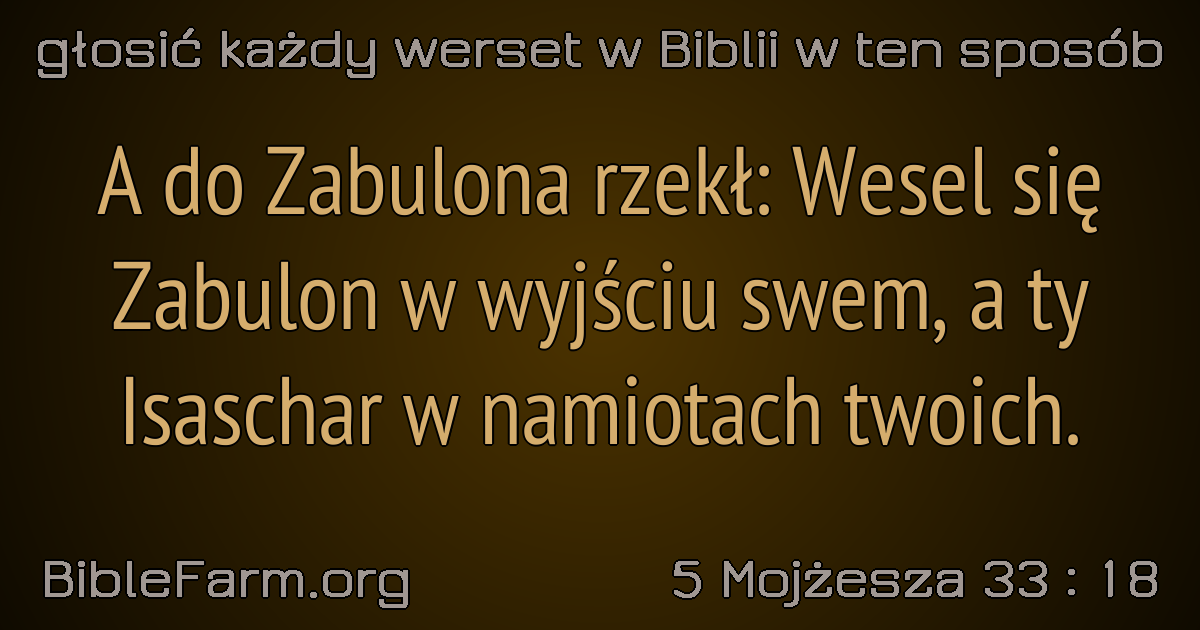 głosić każdy werset w Biblii w ten sposób
A do Zabulona rzekł: Wesel się
Zabulon w wyjściu swem, a ty
Isaschar w namiotach twoich.
BibleFarm.org
5 Mojżesza 33 : 18